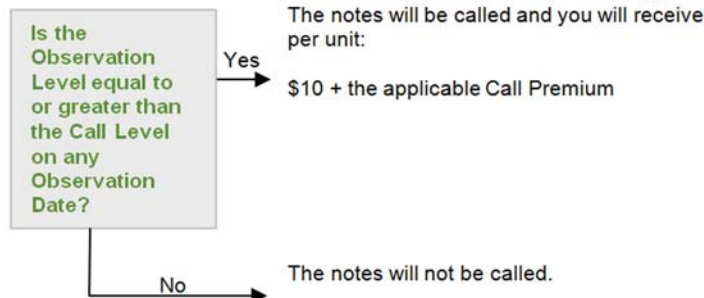 Is the
Observation
Level equal to
or greater than
the Call Level
on any
Observation
Date?
Yes
The notes will be called and you will receive
per unit:
$10 + the applicable Call Premium
No
The notes will not be called.